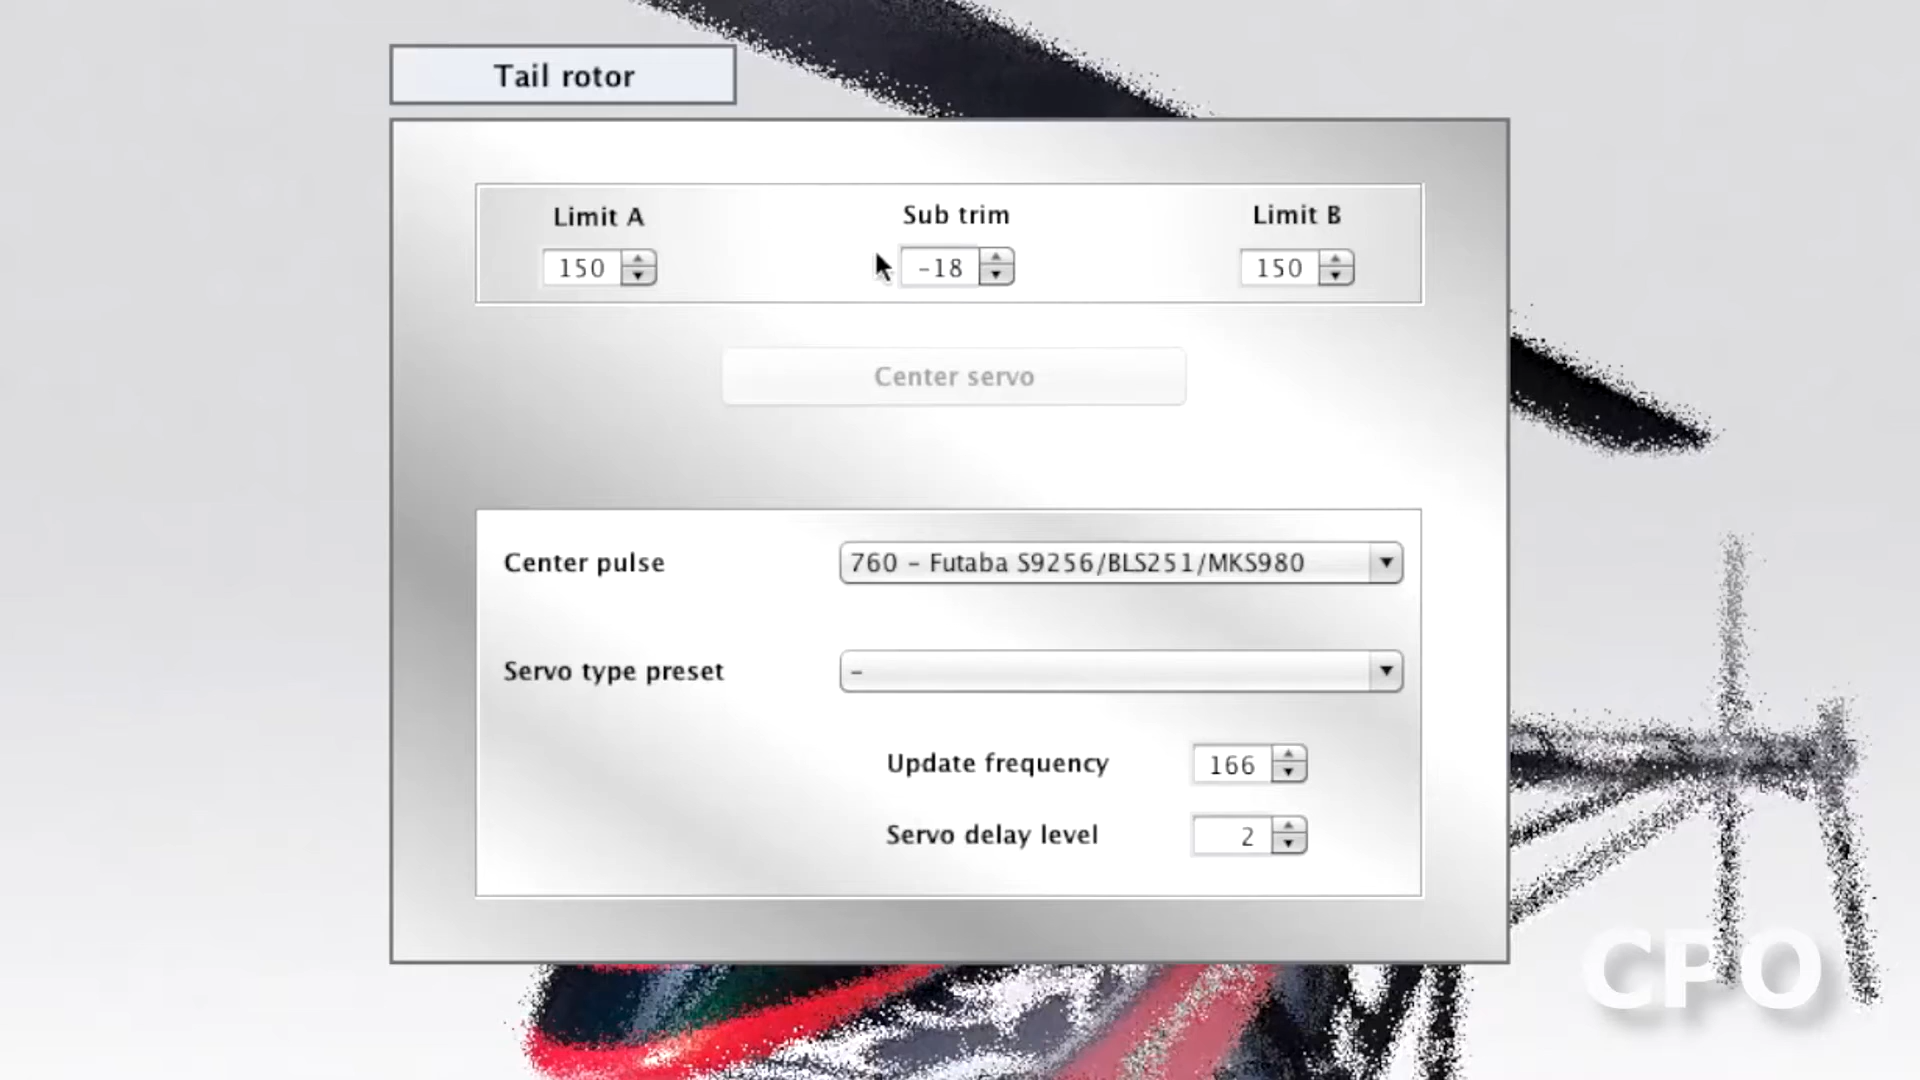 Tail rotor
Limit A
Sub trim
Limit B
150
-18
150
Center servo
Center pulse
760 - Futaba S9256/BLS251/MKS980
Servo type preset
-
Update frequency
166
Servo delay level
2
CPO